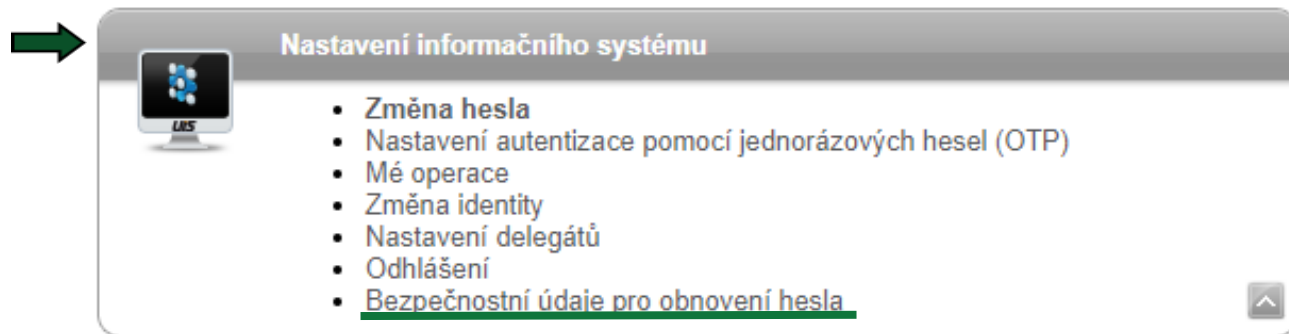 Nastavení informačního systému
UIS
Změna hesla
Nastavení autentizace pomocí jednorázových hesel (OTP)
Mé operace
Změna identity
Nastavení delegátů
Odhlášení
Bezpečnostní údaje pro obnovení hesla